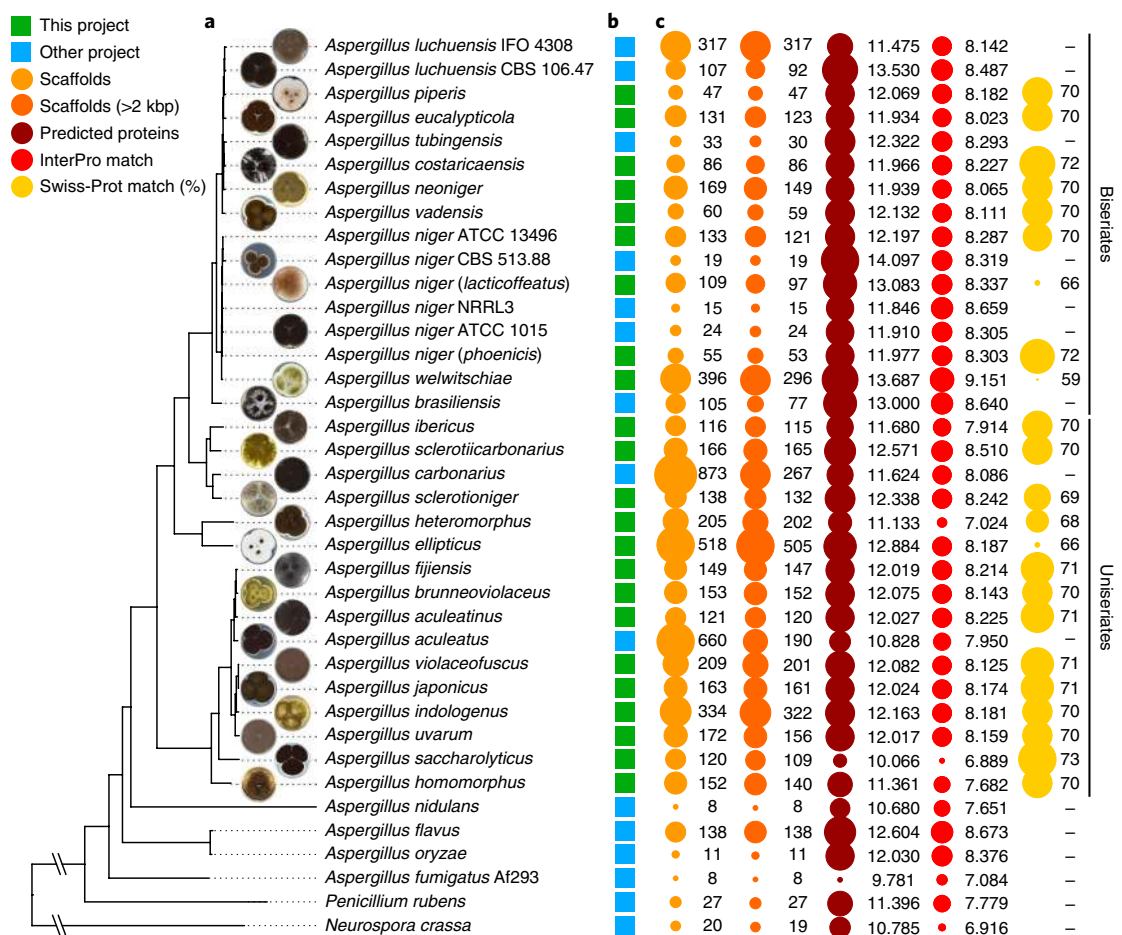 This project
Other project
Scaffolds
Scaffolds (>2 kbp)
Predicted proteins
InterPro match
Swiss-Prot match (%)
a b c
Aspergillus luchuensis IFO 4308 317 317 11.475 8.142 –
Aspergillus luchuensis CBS 106.47 107 92 13.530 8.487 –
Aspergillus piperis 47 47 12.069 8.182 70
Aspergillus eucalypticola 131 123 11.934 8.023 70
Aspergillus tubingensis 33 30 12.322 8.293 –
Aspergillus costaricaensis 86 86 11.966 8.227 72
Aspergillus neoniger 169 149 11.939 8.065 70
Aspergillus vadensis 60 59 12.132 8.111 70
Aspergillus niger ATCC 13496 133 121 12.197 8.287 70
Aspergillus niger CBS 513.88 19 19 14.097 8.319 –
Aspergillus niger (lacticoffeatus) 109 97 13.083 8.337 66
Aspergillus niger NRRL3 15 15 11.846 8.659 –
Aspergillus niger ATCC 1015 24 24 11.910 8.305 –
Aspergillus niger (phoenicis) 55 53 11.977 8.303 72
Aspergillus welwitschiae 396 296 13.687 9.151 59
Aspergillus brasiliensis 105 77 13.000 8.640 –
Aspergillus ibericus 116 115 11.680 7.914 70
Aspergillus sclerotiicarbonarius 166 165 12.571 8.510 70
Aspergillus carbonarius 873 267 11.624 8.086 –
Aspergillus sclerotioniger 138 132 12.338 8.242 69
Aspergillus heteromorphus 205 202 11.133 7.024 68
Aspergillus ellipticus 518 505 12.884 8.187 66
Aspergillus fijiensis 149 147 12.019 8.214 71
Aspergillus brunneoviolaceus 153 152 12.075 8.143 70
Aspergillus aculeatinus 121 120 12.027 8.225 71
Aspergillus aculeatus 660 190 10.828 7.950 –
Aspergillus violaceofuscus 209 201 12.082 8.125 71
Aspergillus japonicus 163 161 12.024 8.174 71
Aspergillus indologenus 334 322 12.163 8.181 70
Aspergillus uvarum 172 156 12.017 8.159 70
Aspergillus saccharolyticus 120 109 10.066 6.889 73
Aspergillus homomorphus 152 140 11.361 7.682 70
Aspergillus nidulans 8 8 10.680 7.651 –
Aspergillus flavus 138 138 12.604 8.673 –
Aspergillus oryzae 11 11 12.030 8.376 –
Aspergillus fumigatus Af293 8 8 9.781 7.084 –
Penicillium rubens 27 27 11.396 7.779 –
Neurospora crassa 20 19 10.785 6.916 –
Biseriates
Uniseriates